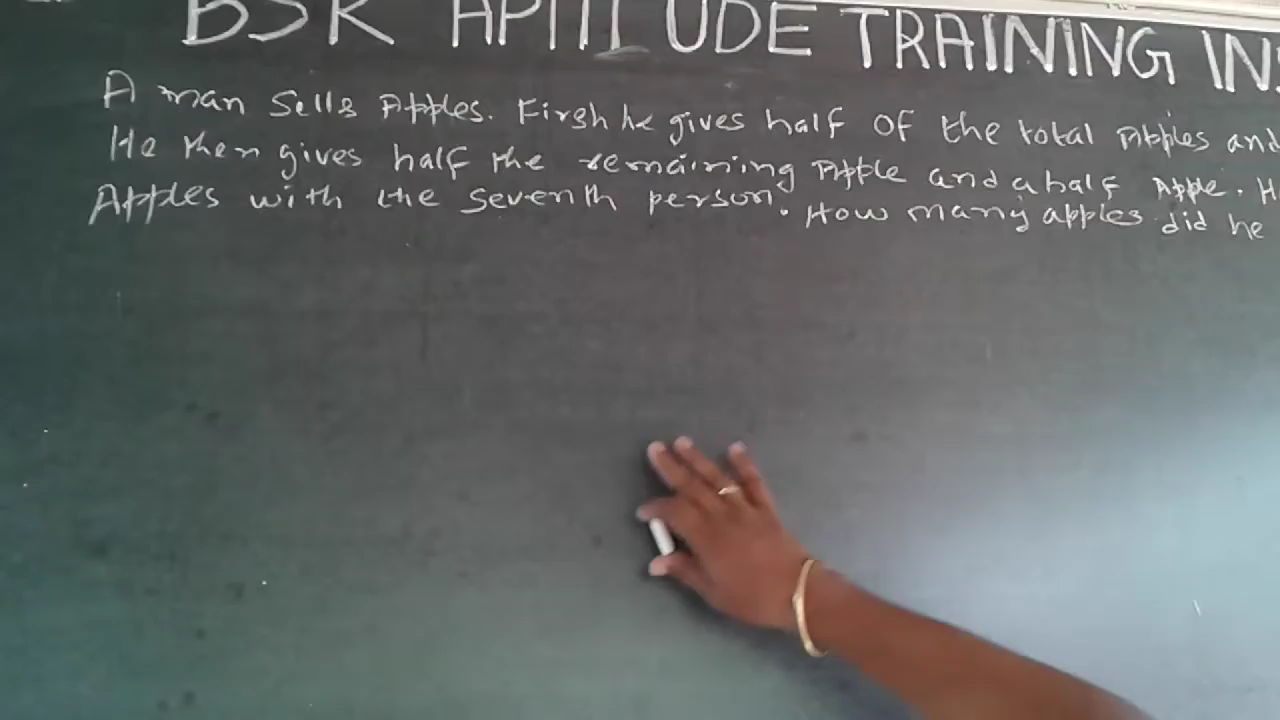 BSK APTITUDE TRAINING INS
A man Sells Apples. First he gives half of the total Apples and
He then gives half the remaining Apple and a half Apple. H
Apples with the seventh person. How many apples did he